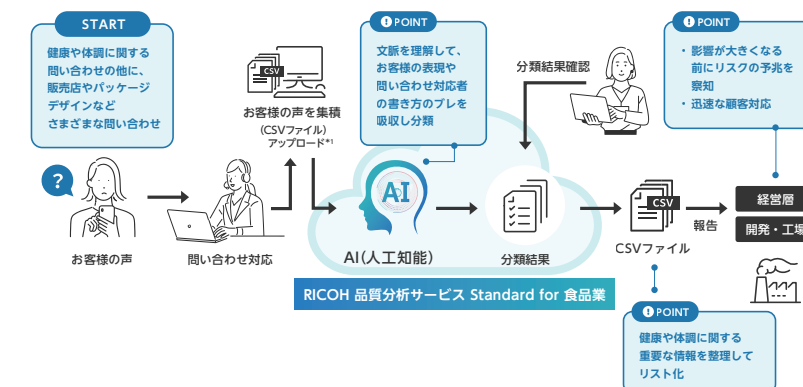 START
健康や体調に関する
問い合わせの他に、
販売店やパッケージ
デザインなど
さまざまな問い合わせ
?
お客様の声
問い合わせ対応
CSV
お客様の声を集積
(CSVファイル)
アップロード*1
! POINT
文脈を理解して、
お客様の表現や
問い合わせ対応者
の書き方のブレを
吸収し分類
AI
AI(人工知能)
分類結果確認
分類結果
RICOH 品質分析サービス Standard for 食品業
CSV
CSVファイル
! POINT
健康や体調に関する
重要な情報を整理して
リスト化
報告
! POINT
・影響が大きくなる
前にリスクの予兆を
察知
・迅速な顧客対応
経営層
開発・工場